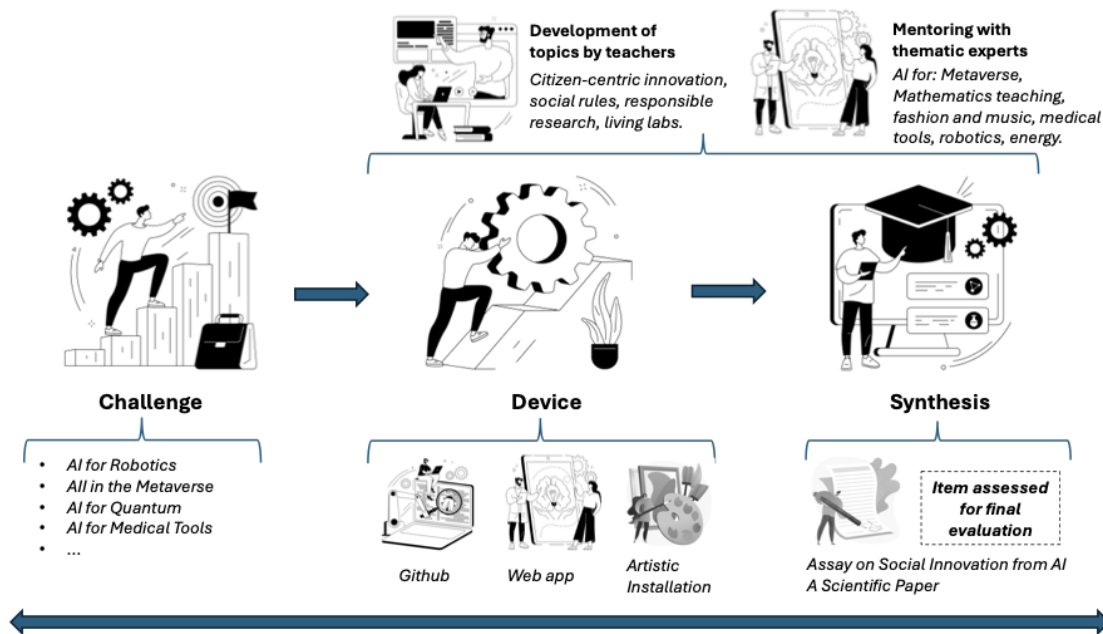 Development of
topics by teachers
Citizen-centric innovation,
social rules, responsible
research, living labs.
Mentoring with
thematic experts
AI for: Metaverse,
Mathematics teaching,
fashion and music, medical
tools, robotics, energy.
Challenge
• AI for Robotics
• AII in the Metaverse
• AI for Quantum
• AI for Medical Tools
• ...
Device
Github
Web app
Artistic
Installation
Synthesis
Item assessed
for final
evaluation
Assay on Social Innovation from AI
A Scientific Paper